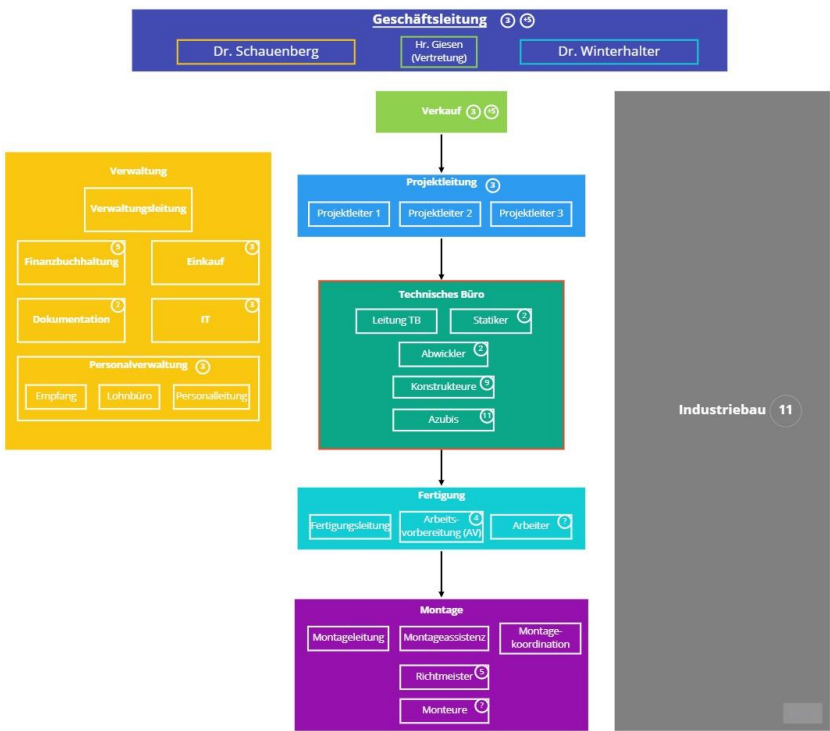 Geschäftsleitung 3 +5
Dr. Schauenberg
Hr. Giesen
(Vertretung)
Dr. Winterhalter
Verkauf 3 +5
Verwaltung
Verwaltungsleitung
Finanzbuchhaltung 5
Einkauf 3
Dokumentation 2
IT 3
Personalverwaltung 3
Empfang
Lohnbüro
Personalleitung
Projektleitung 3
Projektleiter 1
Projektleiter 2
Projektleiter 3
Technisches Büro
Leitung TB
Statiker 2
Abwickler 2
Konstrukteure 9
Azubis 11
Fertigung
Fertigungsleitung
Arbeits- 4
vorbereitung (AV)
Arbeiter ?
Montage
Montageleitung
Montageassistenz
Montage-
koordination
Richtmeister 5
Monteure ?
Industriebau 11